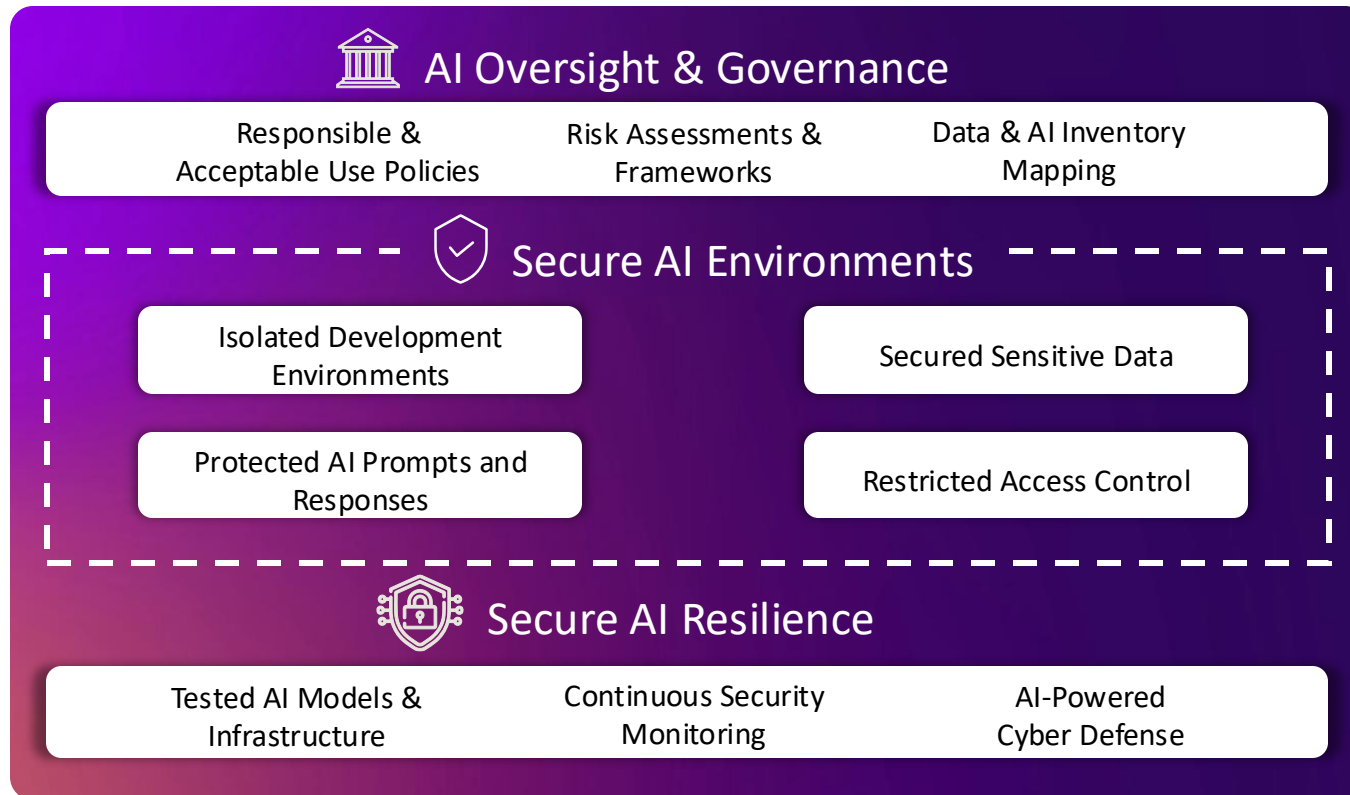 AI Oversight & Governance
Responsible &
Acceptable Use Policies
Risk Assessments &
Frameworks
Data & AI Inventory
Mapping
Secure AI Environments
Isolated Development
Environments
Secured Sensitive Data
Protected AI Prompts and
Responses
Restricted Access Control
Secure AI Resilience
Tested AI Models &
Infrastructure
Continuous Security
Monitoring
AI-Powered
Cyber Defense